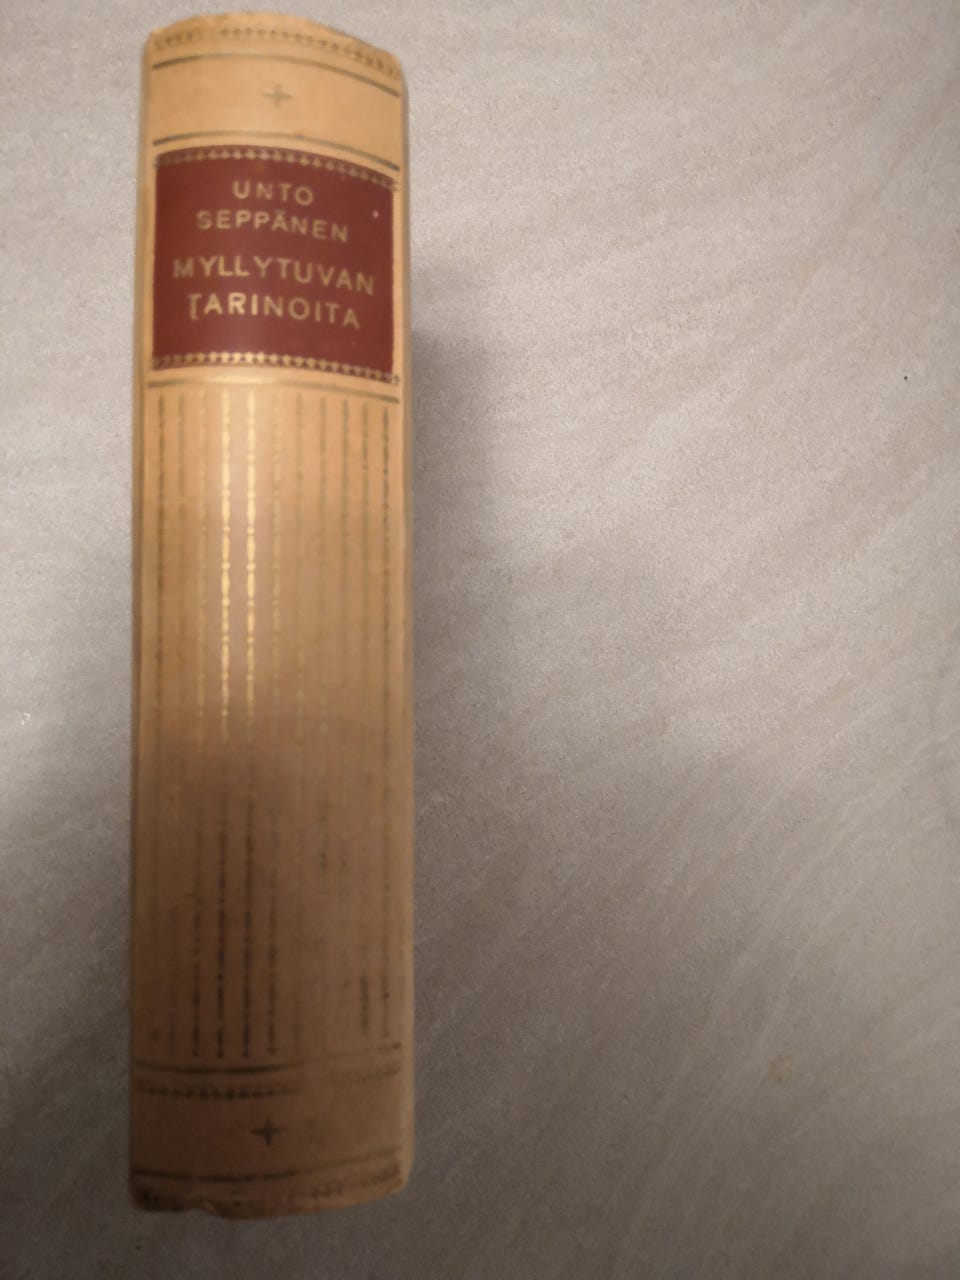 UNTO
SEPPÄNEN
MYLLYTUVAN
TARINOITA